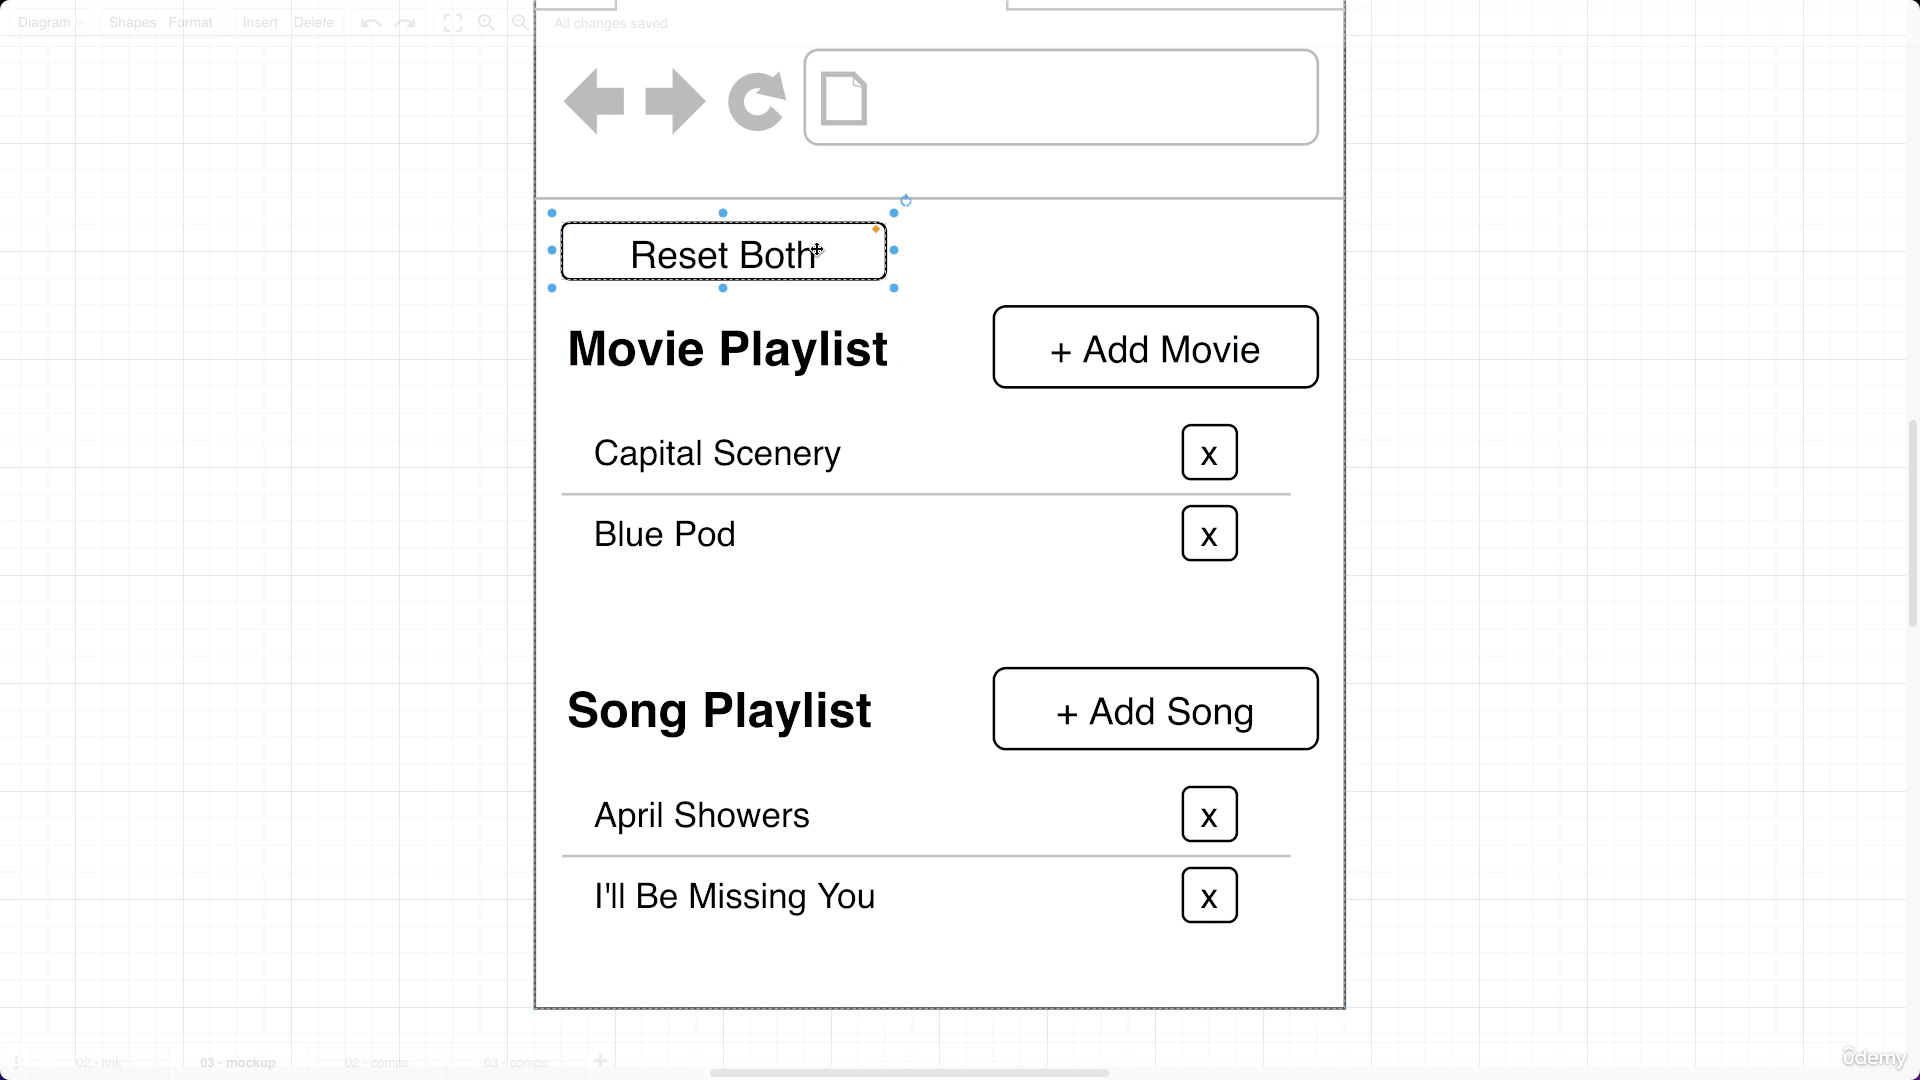 Diagram Shapes Format Insert Delete All changes saved
Reset Both
Movie Playlist + Add Movie
Capital Scenery x
Blue Pod x
Song Playlist + Add Song
April Showers x
I'll Be Missing You x
02 - link 03 - mockup 02 - comps 03 - comps +
ûdemy